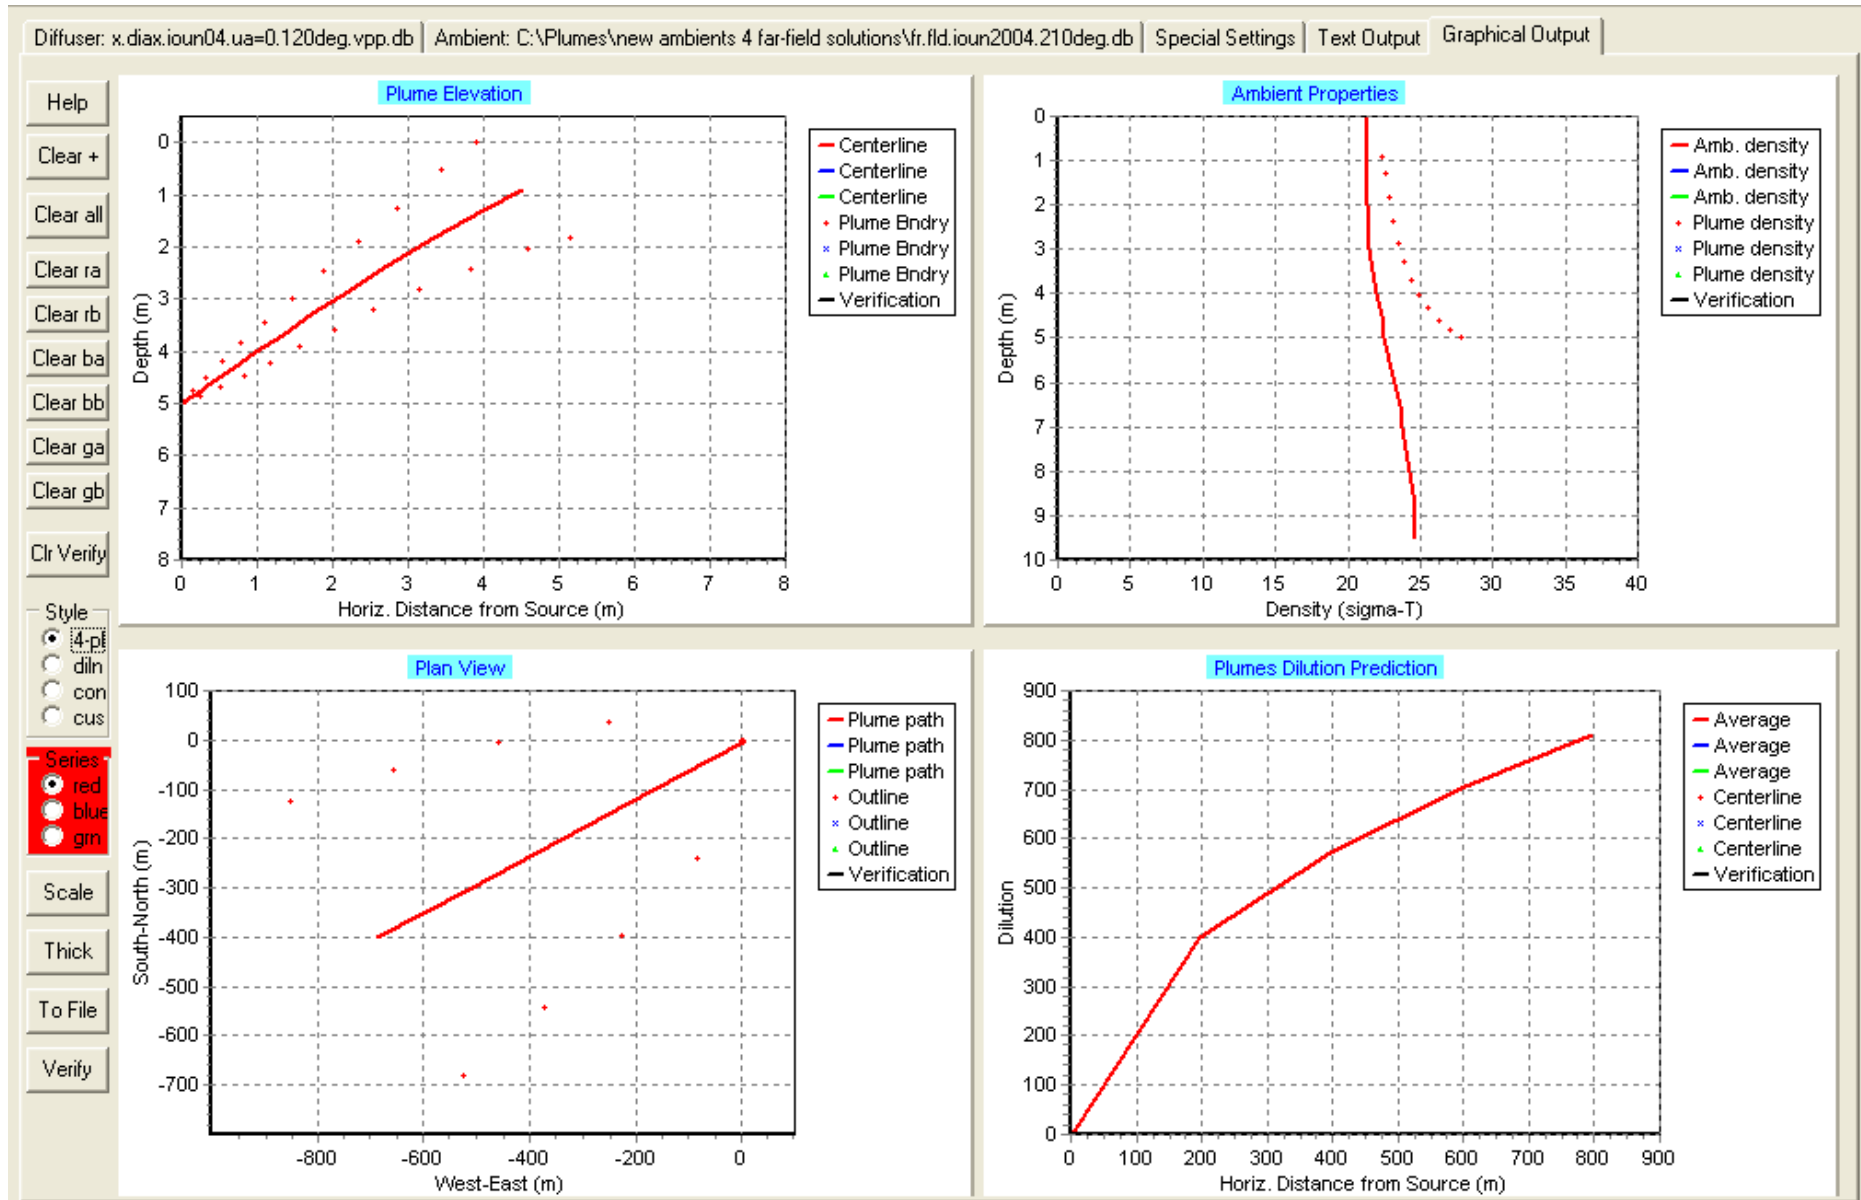 Diffuser: x.diax.ioun04.ua=0.120deg.vpp.db
Ambient: C:\Plumes\new ambients 4 far-field solutions\fr.fld.ioun2004.210deg.db
Special Settings
Text Output
Graphical Output
Help
Clear +
Clear all
Clear ra
Clear rb
Clear ba
Clear bb
Clear ga
Clear gb
Clr Verify
Style
4-pl
diln
con
cus
Series
red
blue
grn
Scale
Thick
To File
Verify
Plume Elevation
Depth (m)
0
1
2
3
4
5
6
7
8
0 1 2 3 4 5 6 7 8
Horiz. Distance from Source (m)
Centerline
Centerline
Centerline
Plume Bndry
Plume Bndry
Plume Bndry
Verification
Ambient Properties
Depth (m)
0
1
2
3
4
5
6
7
8
9
10
0 5 10 15 20 25 30 35 40
Density (sigma-T)
Amb. density
Amb. density
Amb. density
Plume density
Plume density
Plume density
Verification
Plan View
South-North (m)
100
0
-100
-200
-300
-400
-500
-600
-700
-800 -600 -400 -200 0
West-East (m)
Plume path
Plume path
Plume path
Outline
Outline
Outline
Verification
Plumes Dilution Prediction
Dilution
900
800
700
600
500
400
300
200
100
0
0 100 200 300 400 500 600 700 800 900
Horiz. Distance from Source (m)
Average
Average
Average
Centerline
Centerline
Centerline
Verification